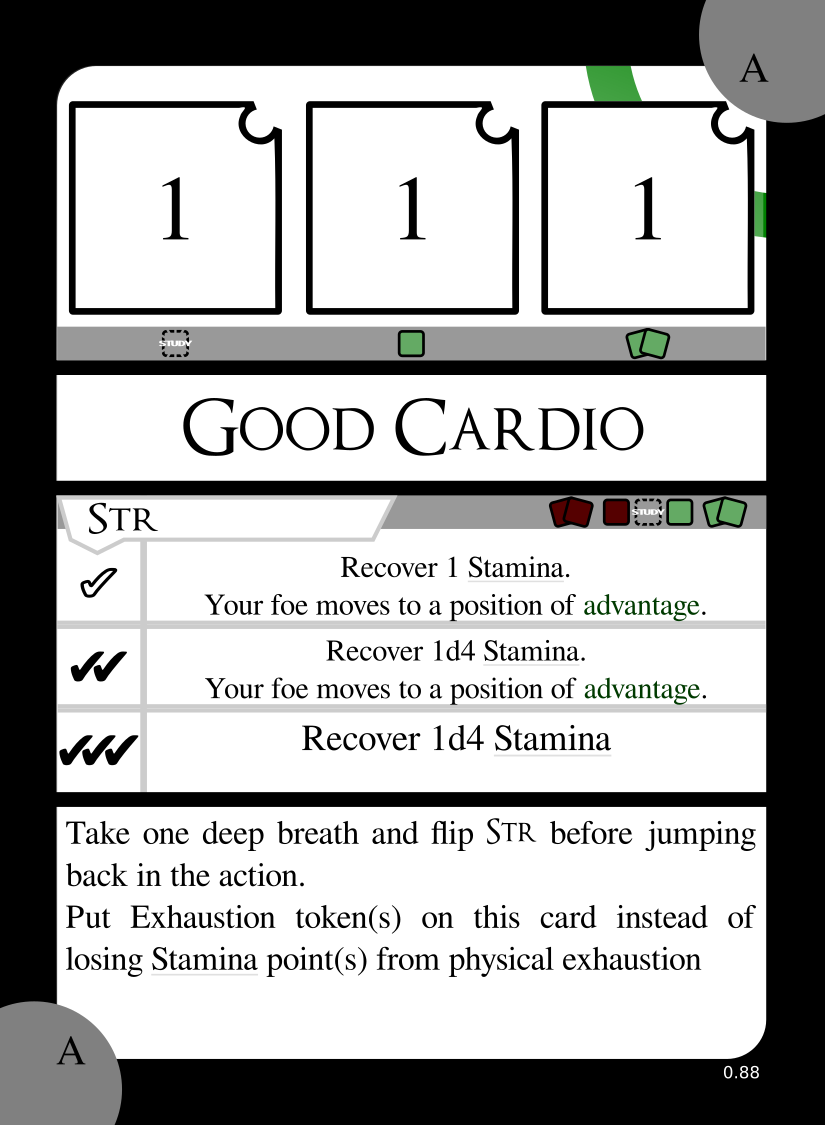 A
1 1 1
STUDY
GOOD CARDIO
STR STUDY
Recover 1 Stamina.
Your foe moves to a position of advantage.
Recover 1d4 Stamina.
Your foe moves to a position of advantage.
Recover 1d4 Stamina
Take one deep breath and flip STR before jumping
back in the action.
Put Exhaustion token(s) on this card instead of
losing Stamina point(s) from physical exhaustion
A
0.88